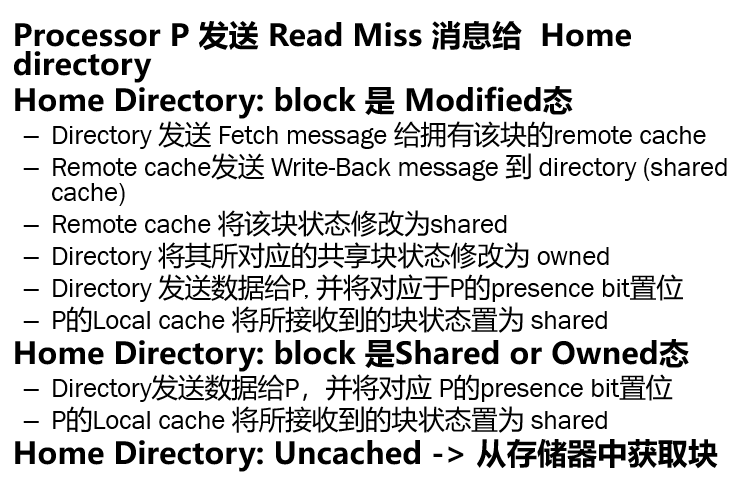 Processor P 发送 Read Miss 消息给 Home
directory
Home Directory: block 是 Modified态
– Directory 发送 Fetch message 给拥有该块的remote cache
– Remote cache发送 Write-Back message 到 directory (shared
cache)
– Remote cache 将该块状态修改为shared
– Directory 将其所对应的共享块状态修改为 owned
– Directory 发送数据给P, 并将对应于P的presence bit置位
– P的Local cache 将所接收到的块状态置为 shared
Home Directory: block 是Shared or Owned态
– Directory发送数据给P，并将对应 P的presence bit置位
– P的Local cache 将所接收到的块状态置为 shared
Home Directory: Uncached -> 从存储器中获取块